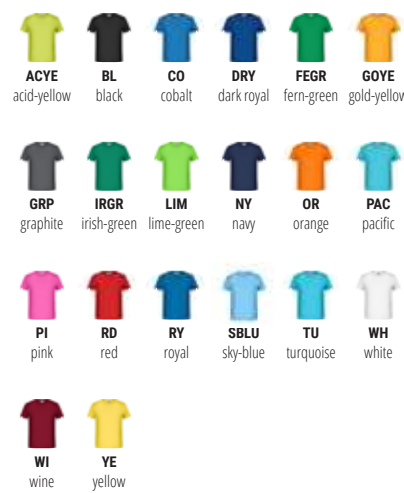 ACYE BL CO DRY FEGR GOYE
acid-yellow black cobalt dark royal fern-green gold-yellow
GRP IRGR LIM NY OR PAC
graphite irish-green lime-green navy orange pacific
PI RD RY SBLU TU WH
pink red royal sky-blue turquoise white
WI YE
wine yellow